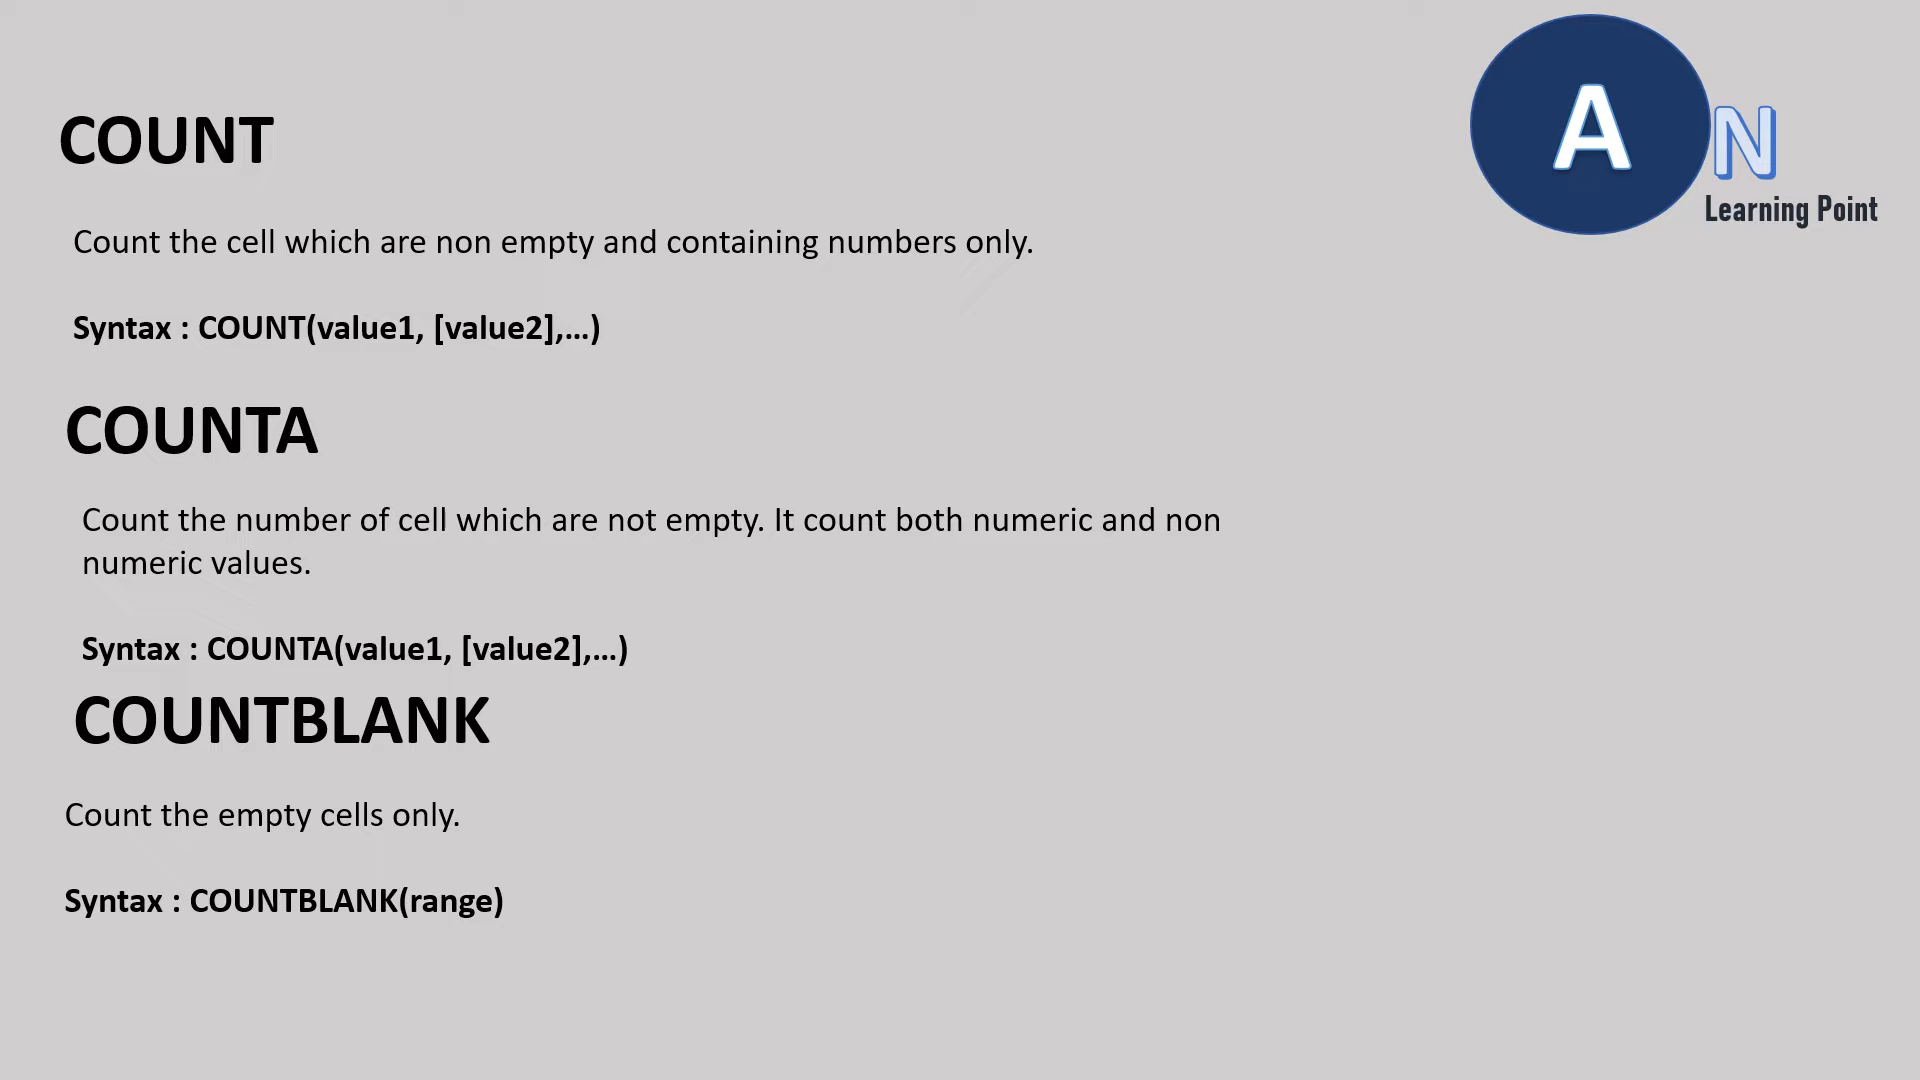 A
N
Learning Point
COUNT
Count the cell which are non empty and containing numbers only.
Syntax : COUNT(value1, [value2],...)
COUNTA
Count the number of cell which are not empty. It count both numeric and non
numeric values.
Syntax : COUNTA(value1, [value2],...)
COUNTBLANK
Count the empty cells only.
Syntax : COUNTBLANK(range)